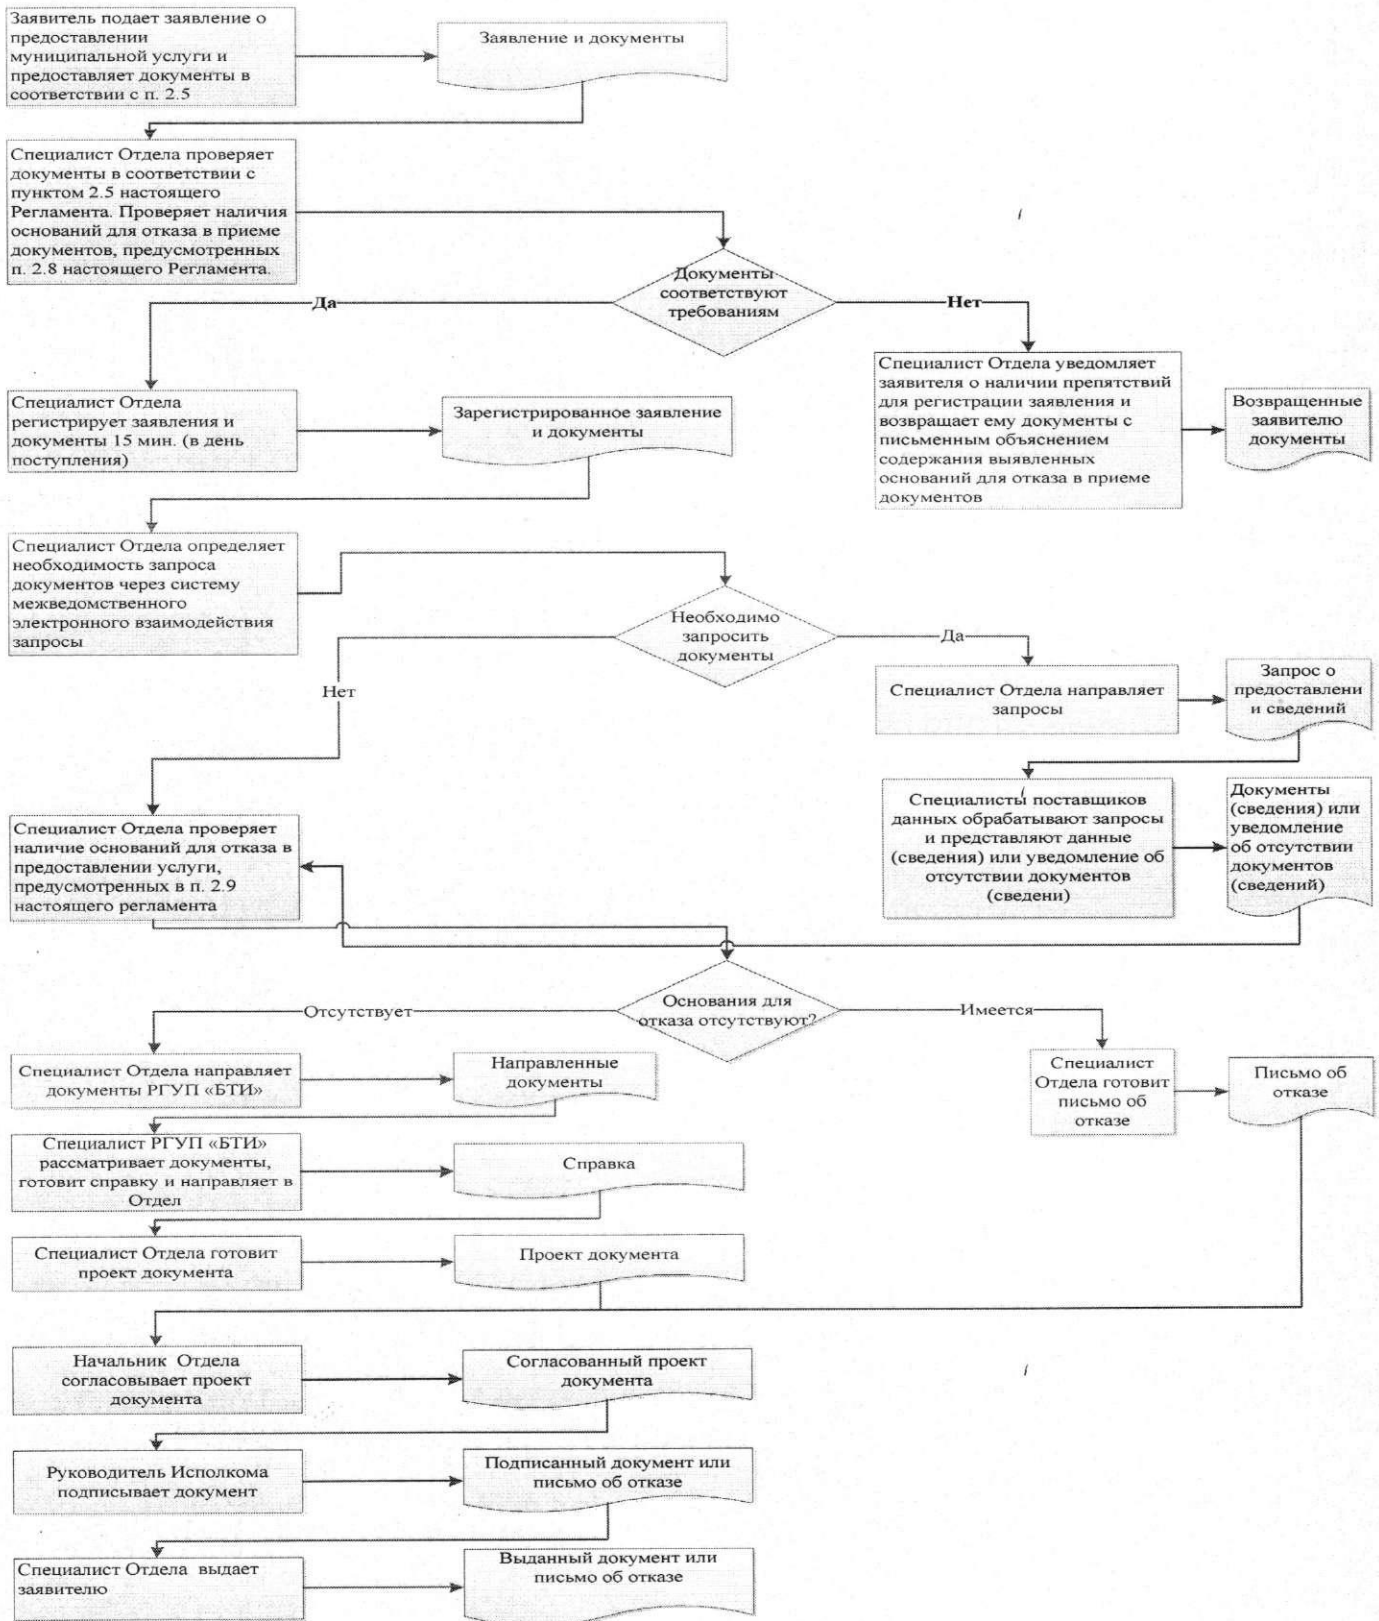 Заявитель подает заявление о
предоставлении
муниципальной услуги и
предоставляет документы в
соответствии с п. 2.5
Заявление и документы
Специалист Отдела проверяет
документы в соответствии с
пунктом 2.5 настоящего
Регламента. Проверяет наличия
оснований для отказа в приеме
документов, предусмотренных
п. 2.8 настоящего Регламента.
Документы
соответствуют
требованиям
Да
Нет
Специалист Отдела
регистрирует заявления и
документы 15 мин. (в день
поступления)
Зарегистрированное заявление
и документы
Специалист Отдела уведомляет
заявителя о наличии препятствий
для регистрации заявления и
возвращает ему документы с
письменным объяснением
содержания выявленных
оснований для отказа в приеме
документов
Возвращенные
заявителю
документы
Специалист Отдела определяет
необходимость запроса
документов через систему
межведомственного
электронного взаимодействия
запросы
Необходимо
запросить
документы
Да
Нет
Специалист Отдела направляет
запросы
Запрос о
предоставлени
и сведений
Специалисты поставщиков
данных обрабатывают запросы
и представляют данные
(сведения) или уведомление об
отсутствии документов
(сведени)
Документы
(сведения) или
уведомление
об отсутствии
документов
(сведений)
Специалист Отдела проверяет
наличие оснований для отказа в
предоставлении услуги,
предусмотренных в п. 2.9
настоящего регламента
Основания для
отказа отсутствуют?
Отсутствует
Имеется
Специалист Отдела направляет
документы РГУП «БТИ»
Направленные
документы
Специалист
Отдела готовит
письмо об
отказе
Письмо об
отказе
Специалист РГУП «БТИ»
рассматривает документы,
готовит справку и направляет в
Отдел
Справка
Специалист Отдела готовит
проект документа
Проект документа
Начальник Отдела
согласовывает проект
документа
Согласованный проект
документа
Руководитель Исполкома
подписывает документ
Подписанный документ или
письмо об отказе
Специалист Отдела выдает
заявителю
Выданный документ или
письмо об отказе